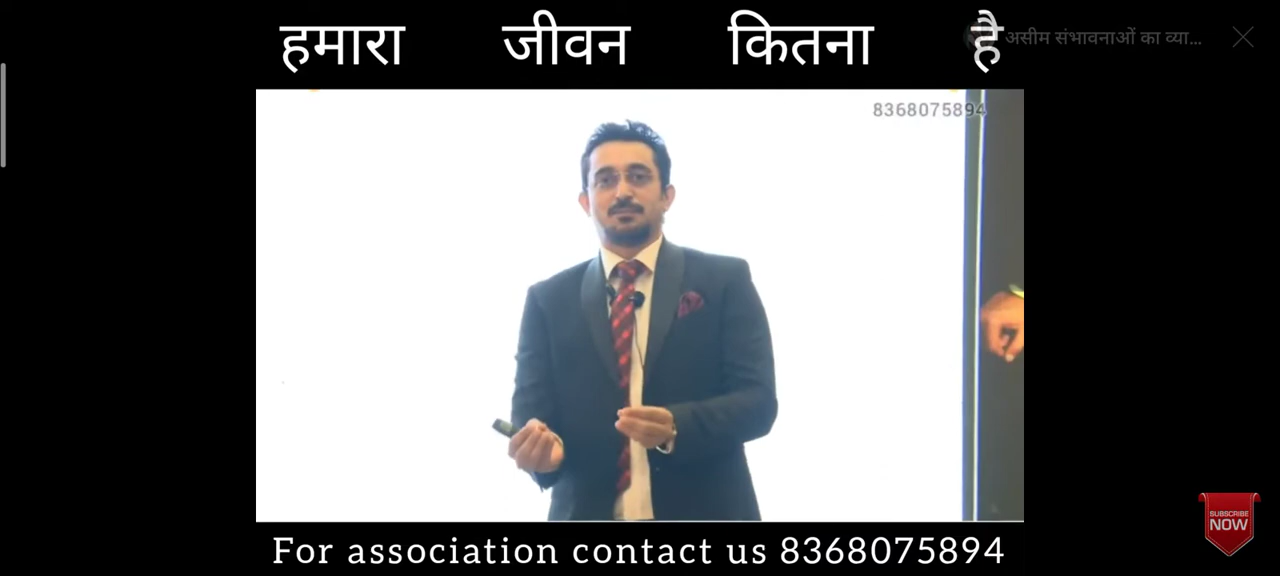 हमारा जीवन कितना है
असीम संभावनाओं का व्या...
8368075894
For association contact us 8368075894
SUBSCRIBE
NOW